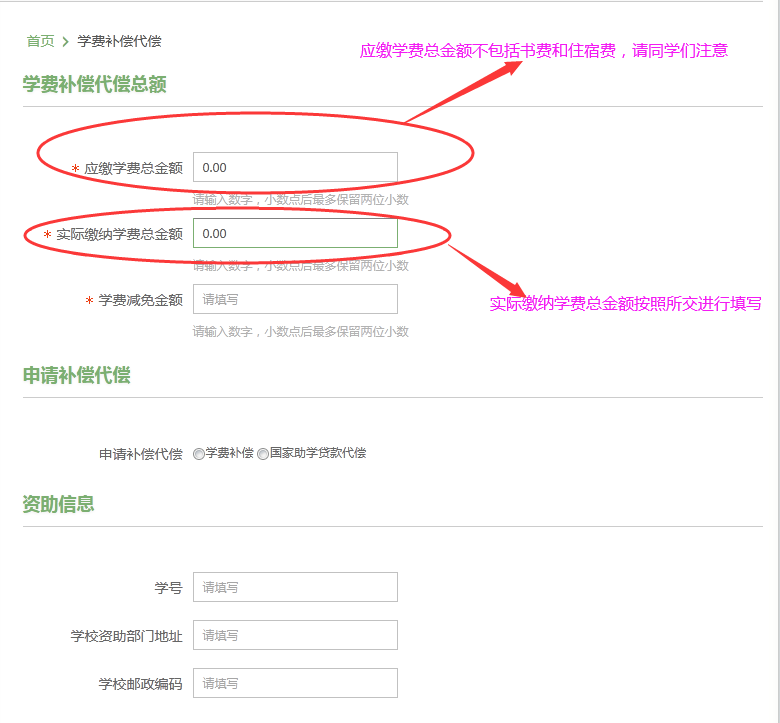 首页 > 学费补偿代偿
应缴学费总金额不包括书费和住宿费，请同学们注意
学费补偿代偿总额
* 应缴学费总金额 0.00
请输入数字，小数点后最多保留两位小数
* 实际缴纳学费总金额 0.00
请输入数字，小数点后最多保留两位小数
* 学费减免金额 请填写
实际缴纳学费总金额按照所交进行填写
请输入数字，小数点后最多保留两位小数
申请补偿代偿
申请补偿代偿 学费补偿 国家助学贷款代偿
资助信息
学号 请填写
学校资助部门地址 请填写
学校邮政编码 请填写